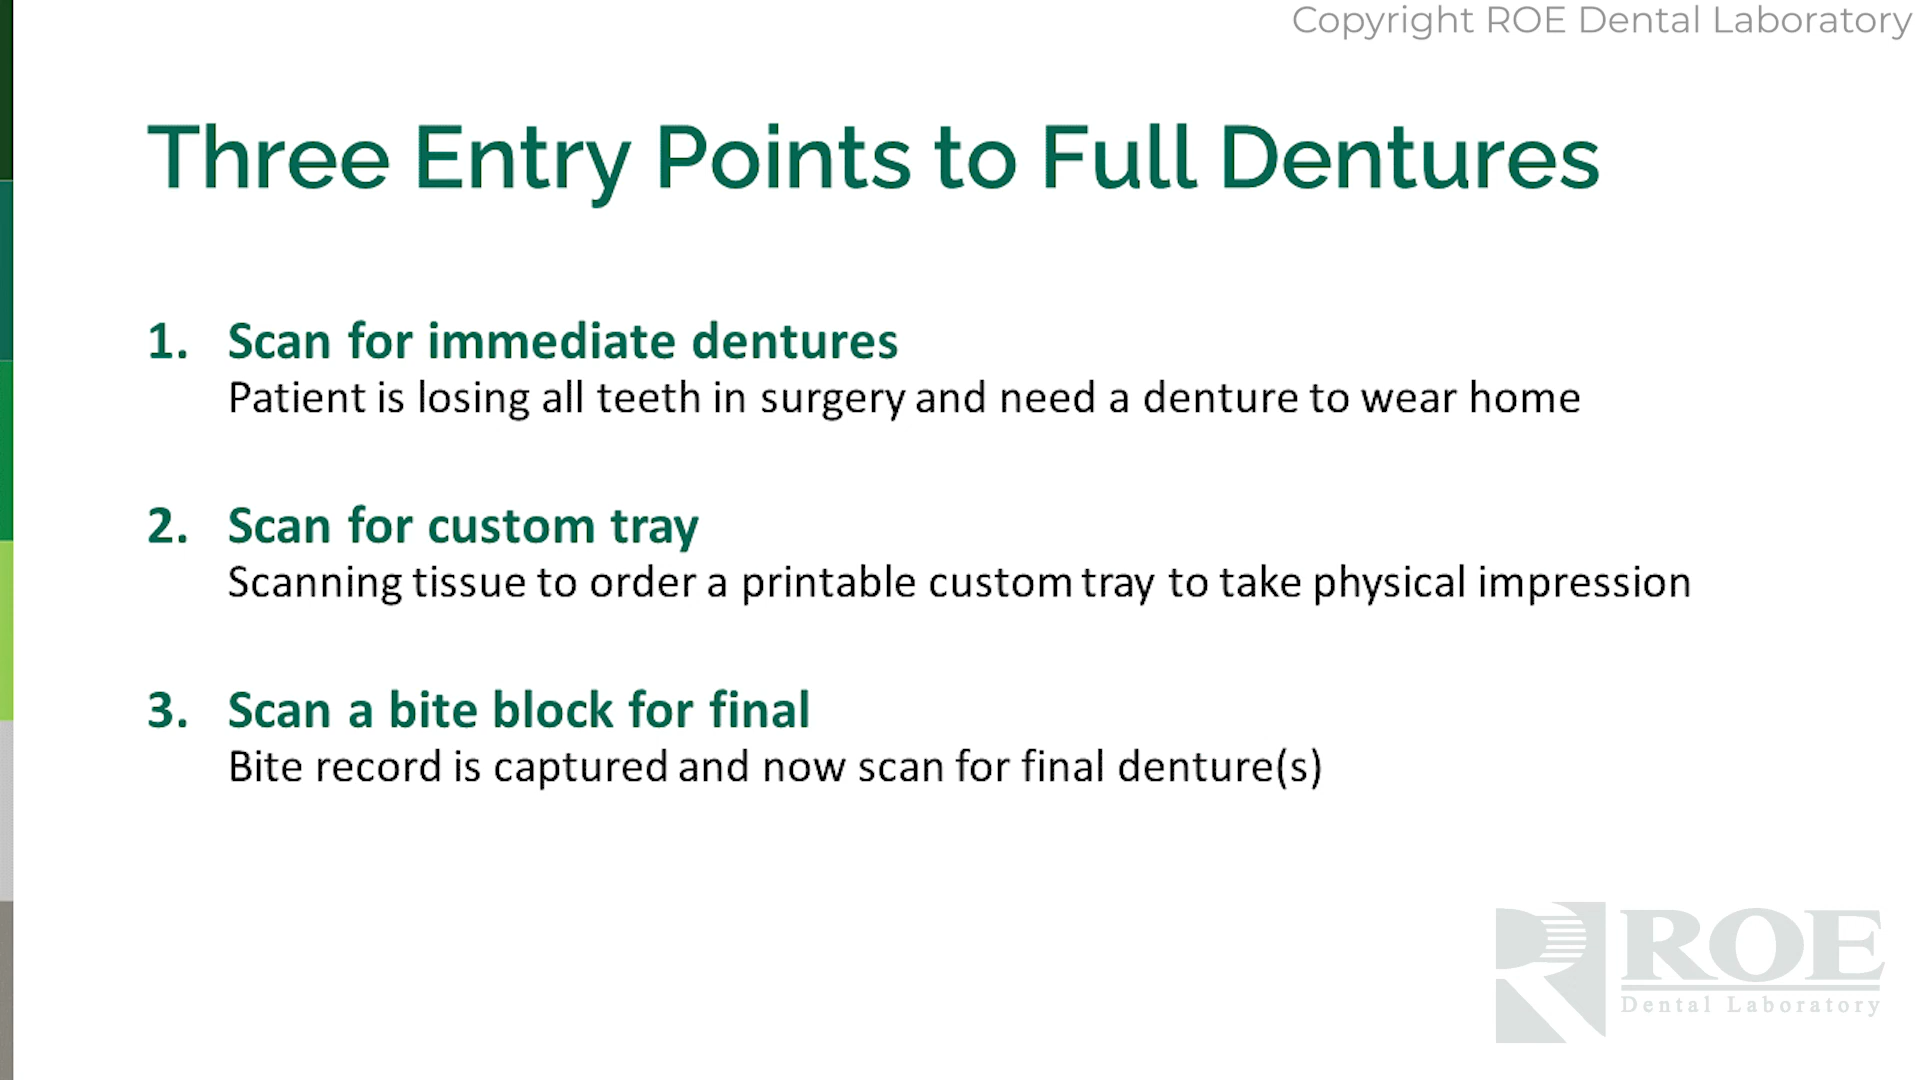 Copyright ROE Dental Laboratory
Three Entry Points to Full Dentures
1. Scan for immediate dentures
Patient is losing all teeth in surgery and need a denture to wear home
2. Scan for custom tray
Scanning tissue to order a printable custom tray to take physical impression
3. Scan a bite block for final
Bite record is captured and now scan for final denture(s)
ROE
Dental Laboratory